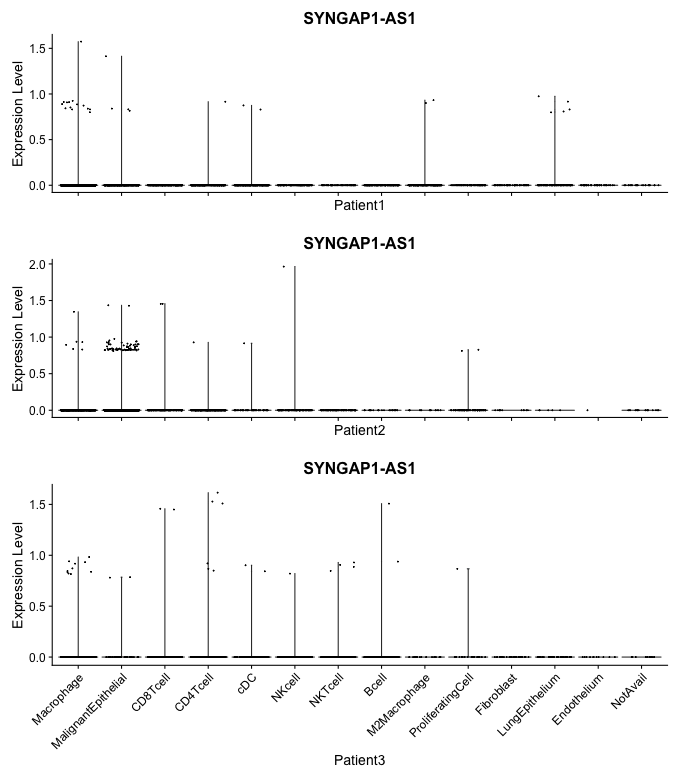 SYNGAP1-AS1
Expression Level
1.5
1.0
0.5
0.0
Patient1
SYNGAP1-AS1
Expression Level
2.0
1.5
1.0
0.5
0.0
Patient2
SYNGAP1-AS1
Expression Level
1.5
1.0
0.5
0.0
Macrophage
MalignantEpithelial
CD8Tcell
CD4Tcell
cDC
NKcell
NKTcell
Bcell
M2Macrophage
ProliferatingCell
Fibroblast
LungEpithelium
Endothelium
NotAvail
Patient3